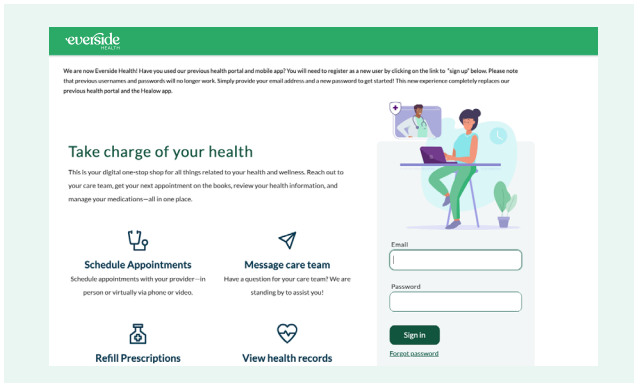 everside
HEALTH
We are now Everside Health! Have you used our previous health portal and mobile app? You will need to register as a new user by clicking on the link to "sign up" below. Please note
that previous usernames and passwords will no longer work. Simply provide your email address and a new password to get started! This new experience completely replaces our
previous health portal and the Healow app.
Take charge of your health
This is your digital one-stop shop for all things related to your health and wellness. Reach out to
your care team, get your next appointment on the books, review your health information, and
manage your medications—all in one place.
Schedule Appointments
Schedule appointments with your provider—in
person or virtually via phone or video.
Message care team
Have a question for your care team? We are
standing by to assist you!
Refill Prescriptions
View health records
Email
Password
Sign in
Forgot password